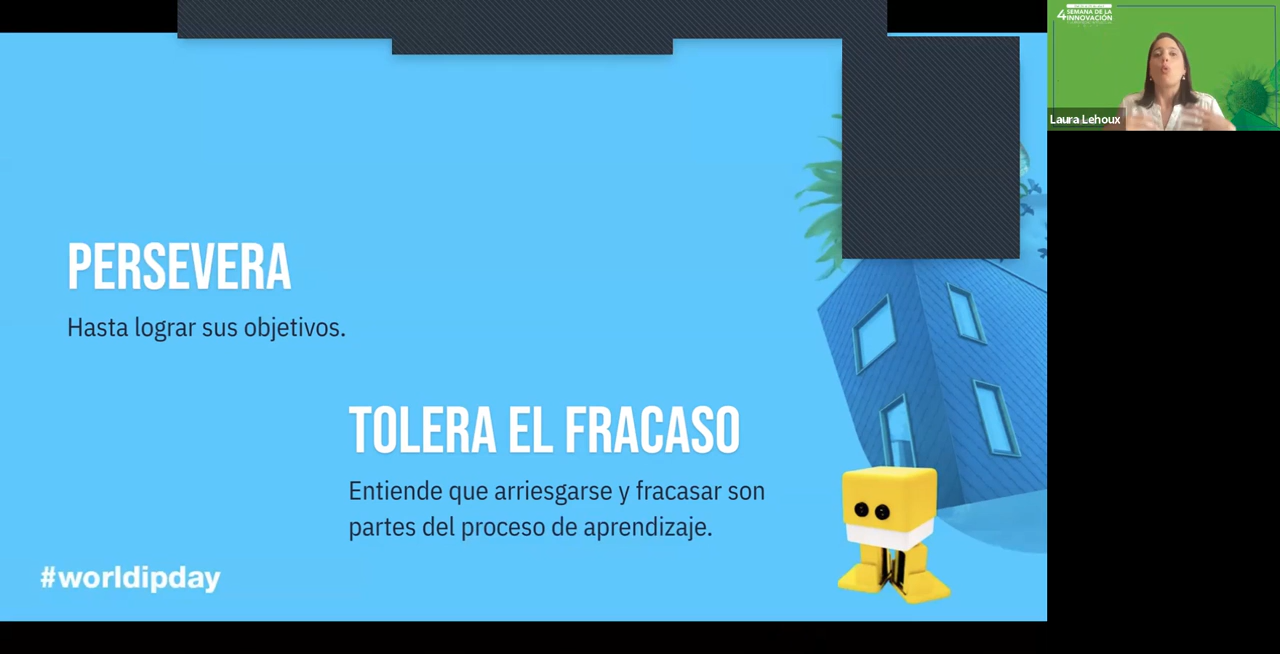 PERSEVERA
Hasta lograr sus objetivos.
TOLERA EL FRACASO
Entiende que arriesgarse y fracasar son
partes del proceso de aprendizaje.
#worldipday
4 SEMANA DE LA
INNOVACIÓN
Laura Lehoux